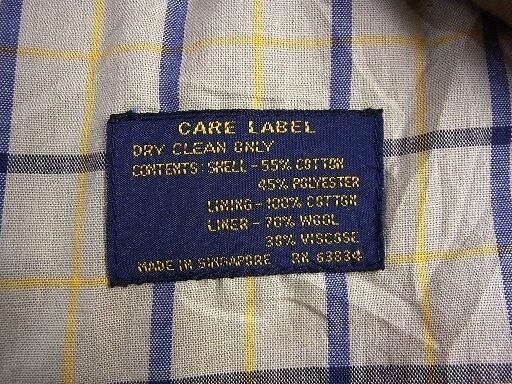 CARE LABEL
DRY CLEAN ONLY
CONTENTS: SHELL - 55% COTTON
45% POLYESTER
LINING - 100% COTTON
LINER - 70% WOOL
30% VISCOSE
MADE IN SINGAPORE RN 63834